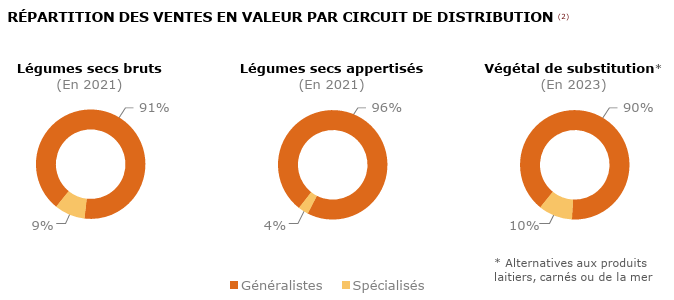 RÉPARTITION DES VENTES EN VALEUR PAR CIRCUIT DE DISTRIBUTION (2)
Légumes secs bruts
(En 2021)
91%
9%
Légumes secs appertisés
(En 2021)
96%
4%
Végétal de substitution*
(En 2023)
90%
10%
* Alternatives aux produits
laitiers, carnés ou de la mer
Généralistes
Spécialisés